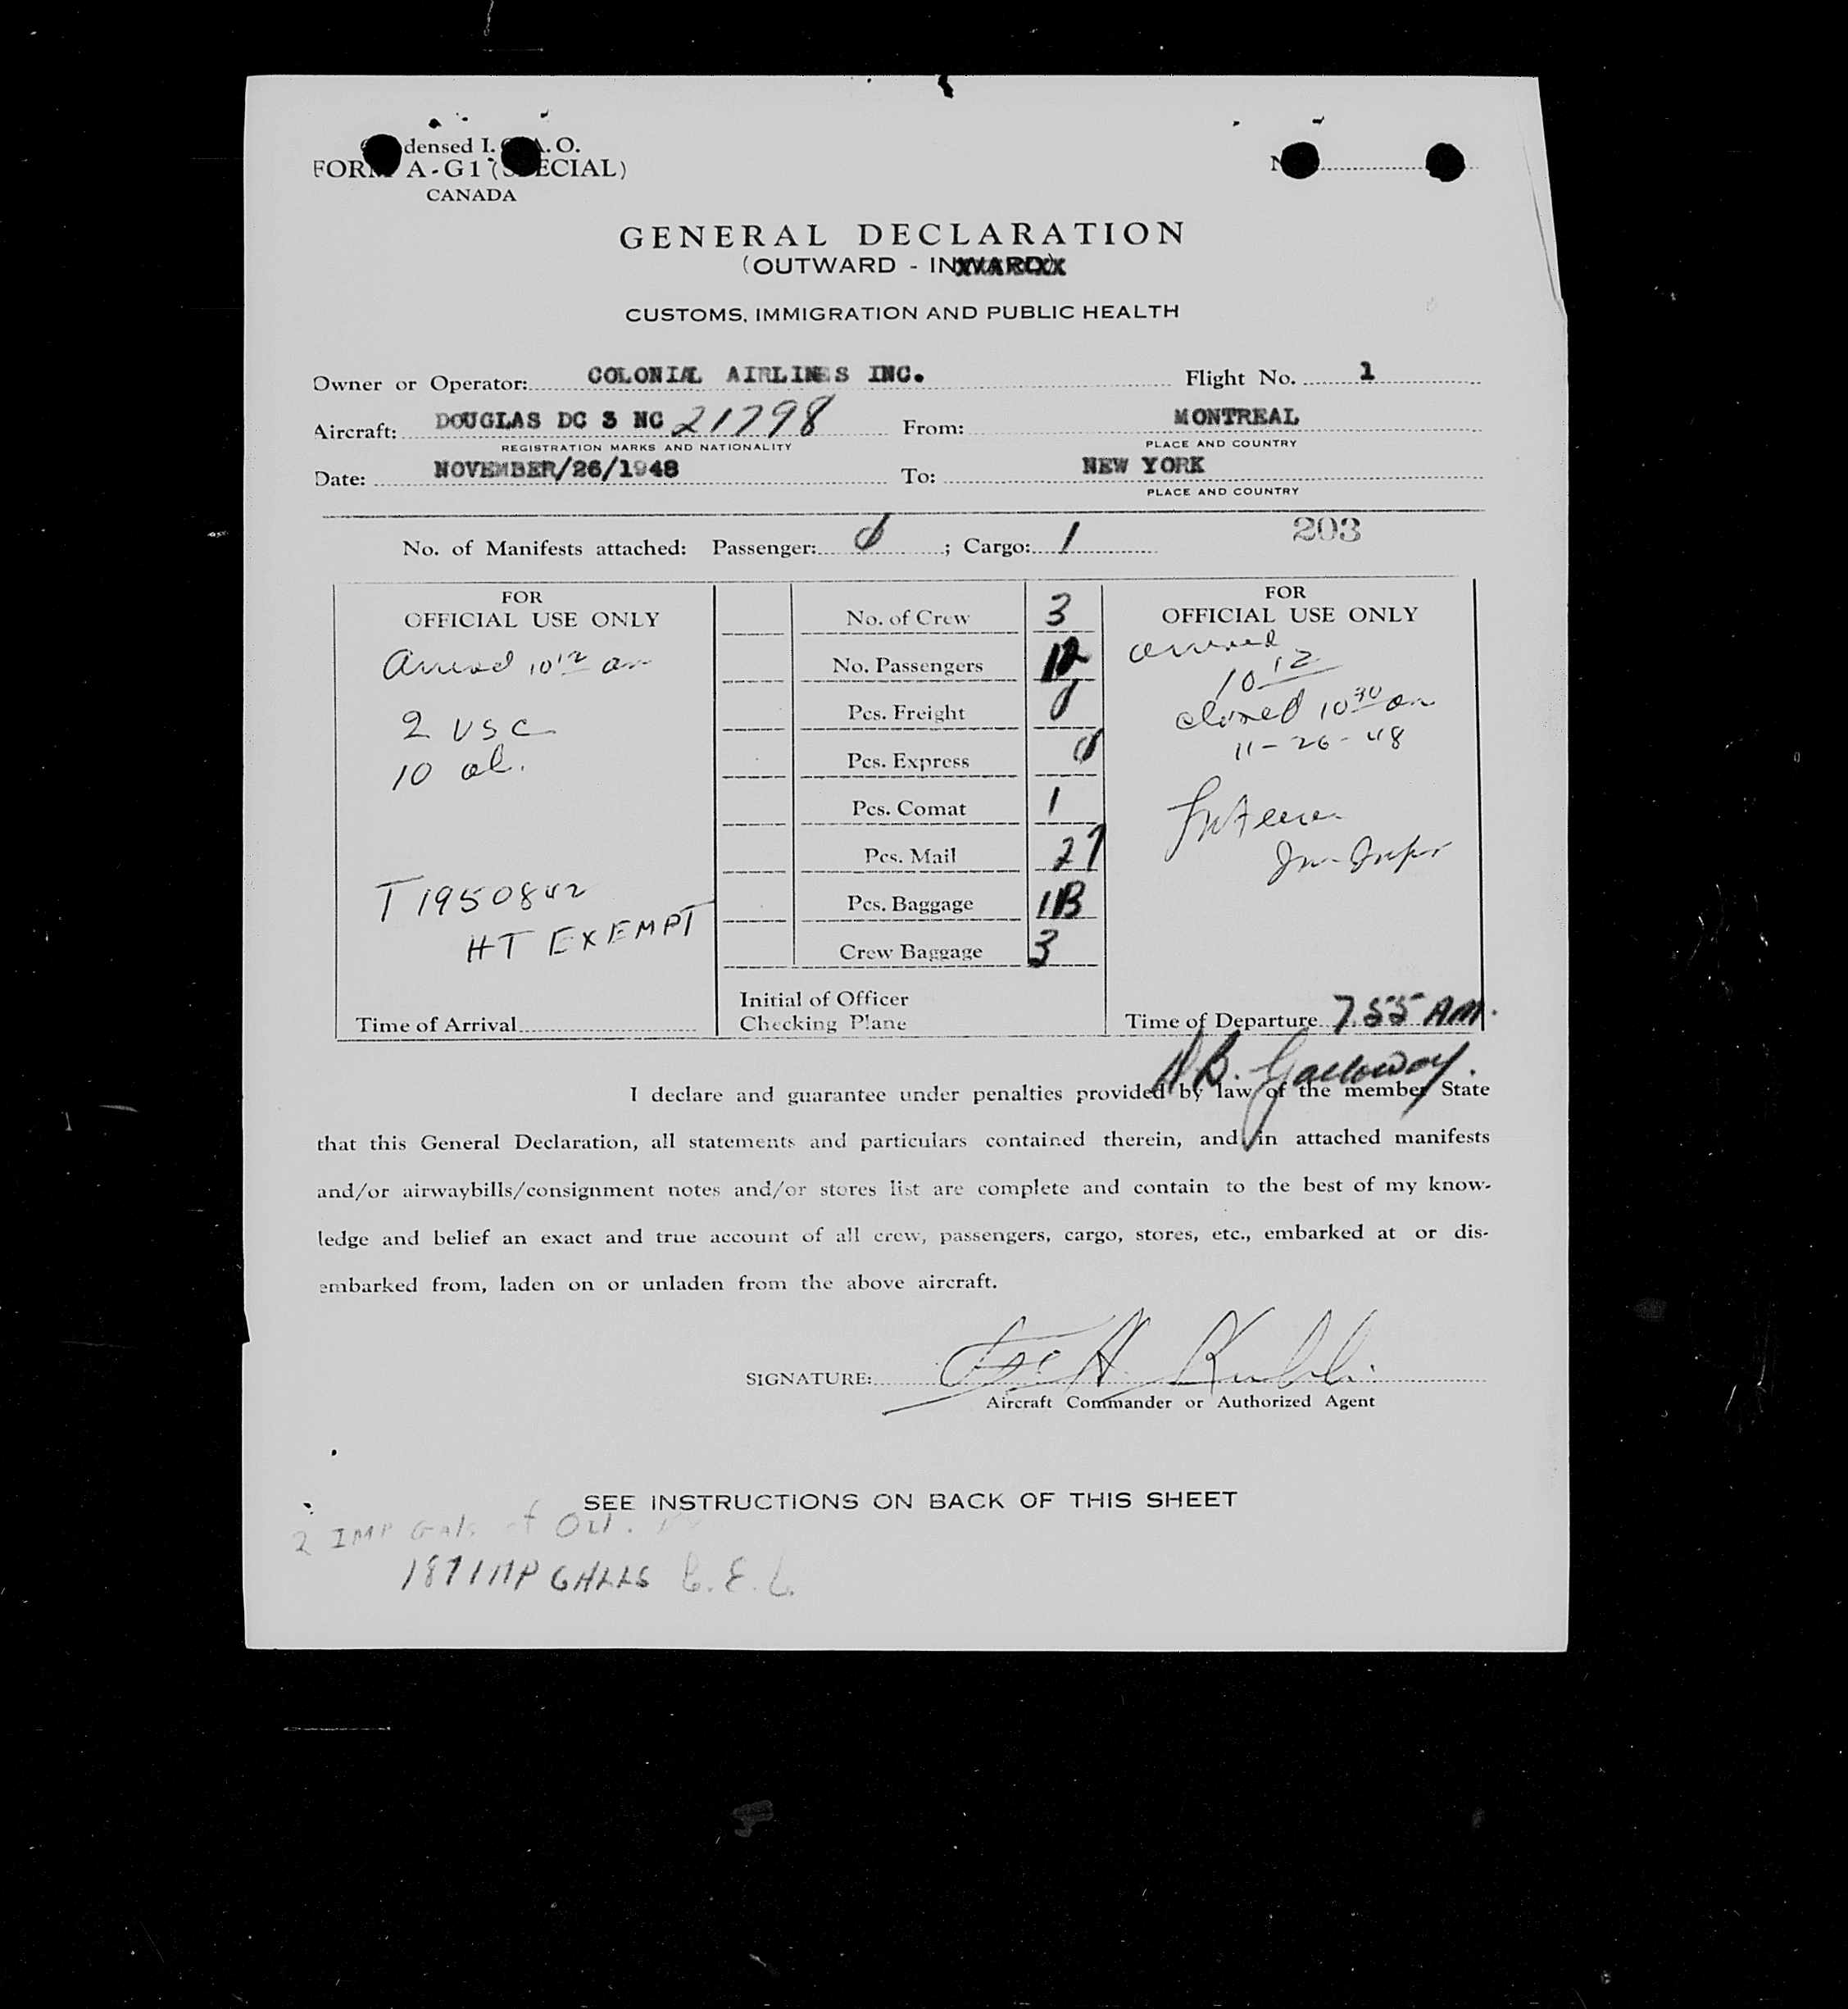 densed I. A.O.
FORM A-G1 (SPECIAL)
CANADA
GENERAL DECLARATION
(OUTWARD - INWARD)
CUSTOMS, IMMIGRATION AND PUBLIC HEALTH
Owner or Operator: COLONIAL AIRLINES INC. Flight No. 1
Aircraft: DOUGLAS DC 3 NC 21798 From: MONTREAL
REGISTRATION MARKS AND NATIONALITY PLACE AND COUNTRY
Date: NOVEMBER/26/1948 To: NEW YORK
PLACE AND COUNTRY
203
No. of Manifests attached: Passenger: 0 ; Cargo: 1
FOR
OFFICIAL USE ONLY
Arrived 10 12 am
2 USC
10 al.
T1950842
HT EXEMPT
Time of Arrival
No. of Crew 3
No. Passengers 12
Pcs. Freight 0
Pcs. Express 0
Pcs. Comat 1
Pcs. Mail 27
Pcs. Baggage
Crew Baggage 3
Initial of Officer
Checking Plane
FOR
OFFICIAL USE ONLY
arrived
10 12
closed 10 30 am
11-26-48
Time of Departure 7.55 AM.
B. Galloway.
I declare and guarantee under penalties provided by law of the member State
that this General Declaration, all statements and particulars contained therein, and in attached manifests
and/or airwaybills/consignment notes and/or stores list are complete and contain to the best of my know-
ledge and belief an exact and true account of all crew, passengers, cargo, stores, etc., embarked at or dis-
embarked from, laden on or unladen from the above aircraft.
SIGNATURE:
Aircraft Commander or Authorized Agent
SEE INSTRUCTIONS ON BACK OF THIS SHEET
2 IMP Gals of Oil.
187 IMP GALLS